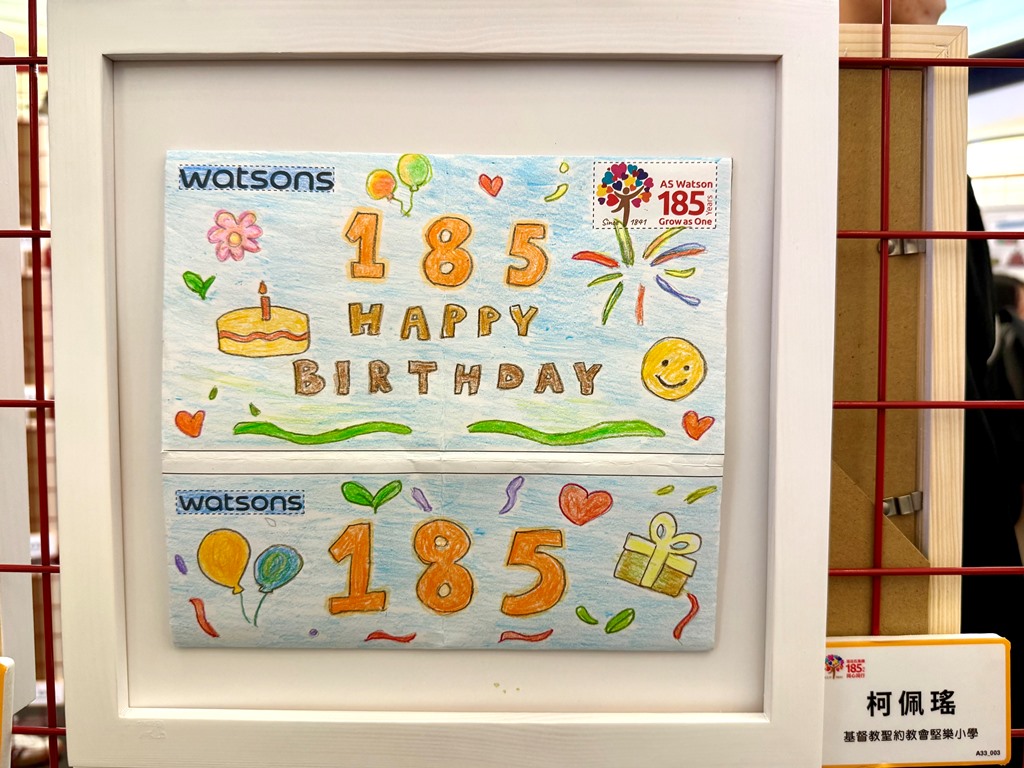 watsons
AS Watson
185 years
Grow as One
Since 1841
185
HAPPY
BIRTHDAY
watsons
185
185
柯佩瑤
基督教聖約教會堅樂小學
A33_003